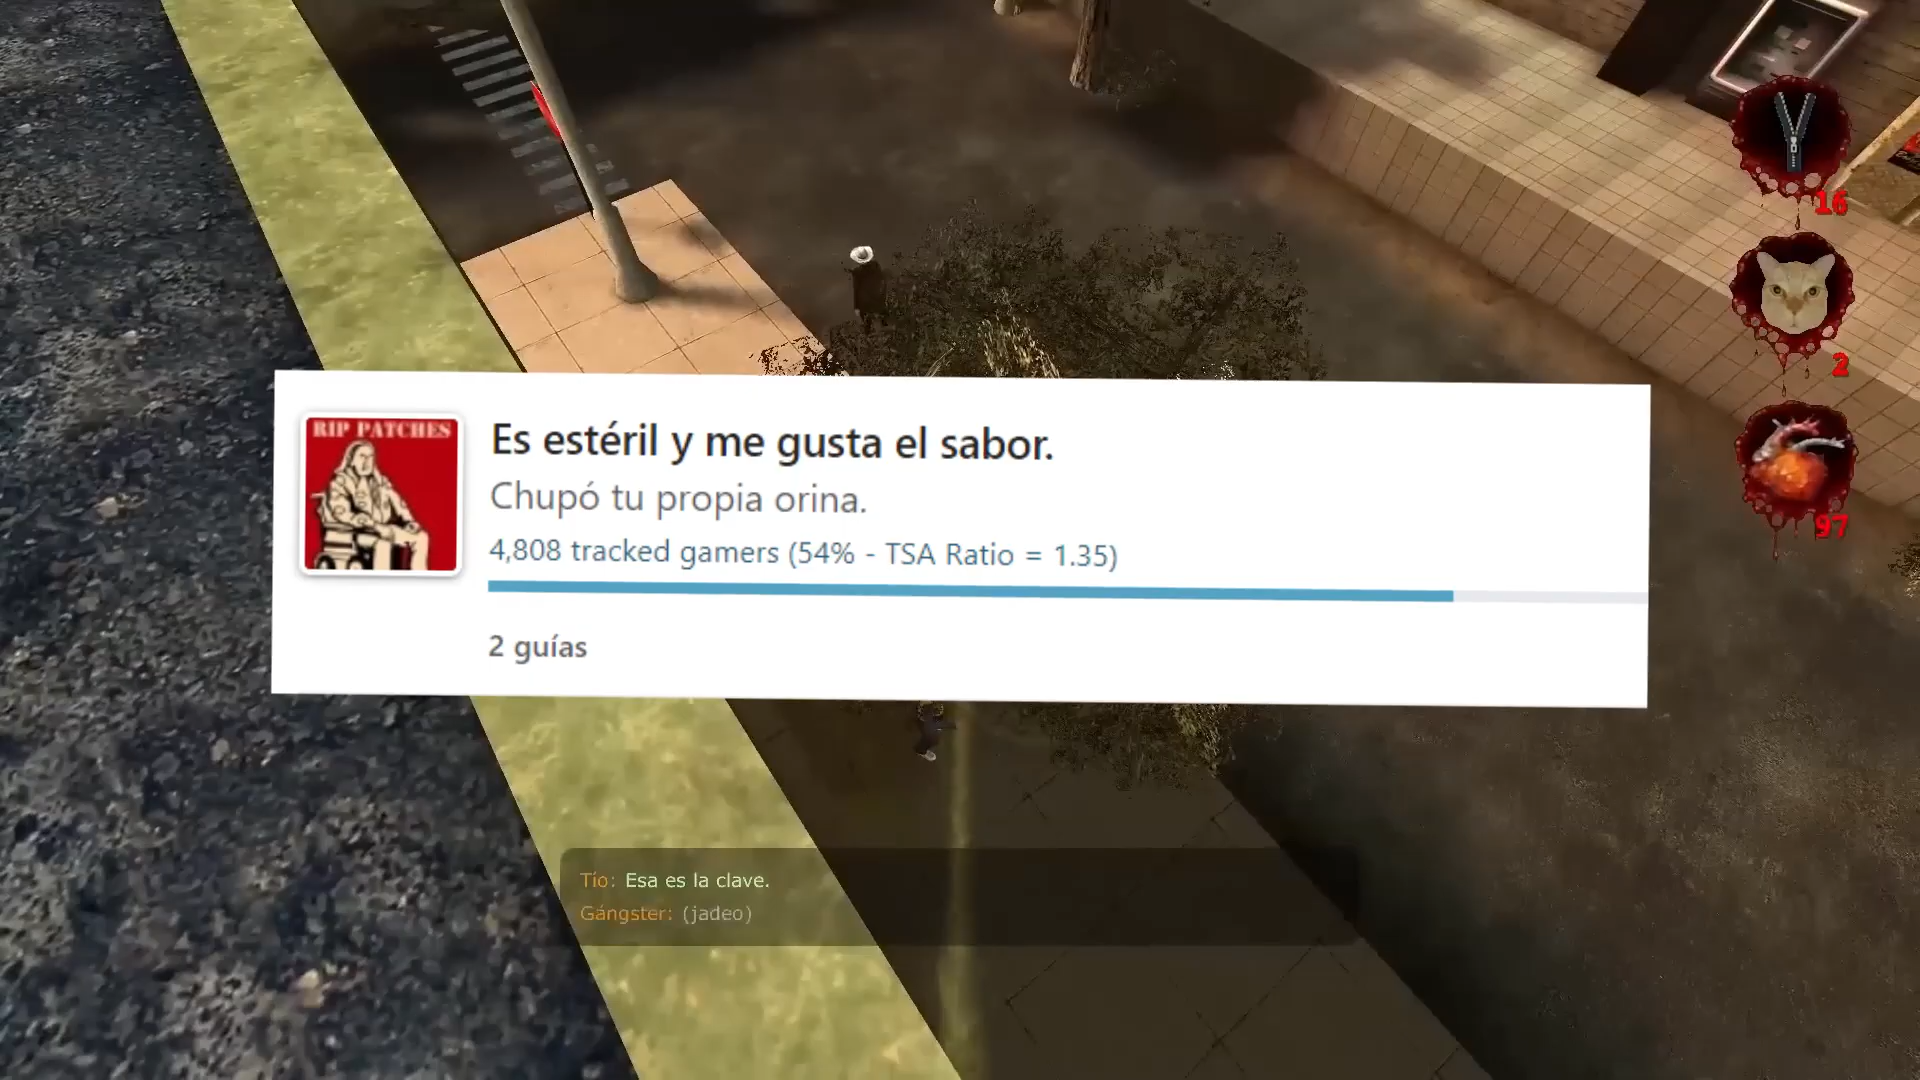 RIP PATCHES
Es estéril y me gusta el sabor.
Chupó tu propia orina.
4,808 tracked gamers (54% - TSA Ratio = 1.35)
2 guías
16
2
97
Tío: Esa es la clave.
Gángster: (jadeo)